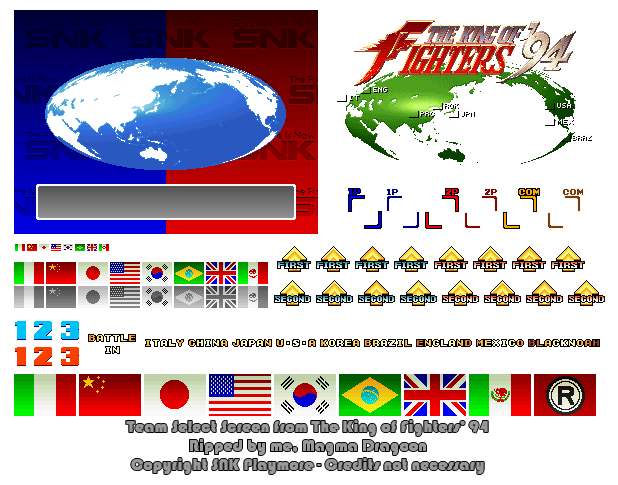 SNK SNK
THE KING OF
FIGHTERS '94
ENG
IT
ROK
USA
PRC
JPN
MEX
BRAZ
SNK SNK
1P 1P 2P 2P COM COM
FIRST FIRST FIRST FIRST FIRST FIRST FIRST FIRST
SECOND SECOND SECOND SECOND SECOND SECOND SECOND SECOND
1 2 3
1 2 3
BATTLE
IN
ITALY CHINA JAPAN U·S·A KOREA BRAZIL ENGLAND MEXICO BLACKNOAH
R
Team Select Screen from The King of Fighters' 94
Ripped by me, Magma Dragoon
Copyright SNK Playmore - Credits not necessary